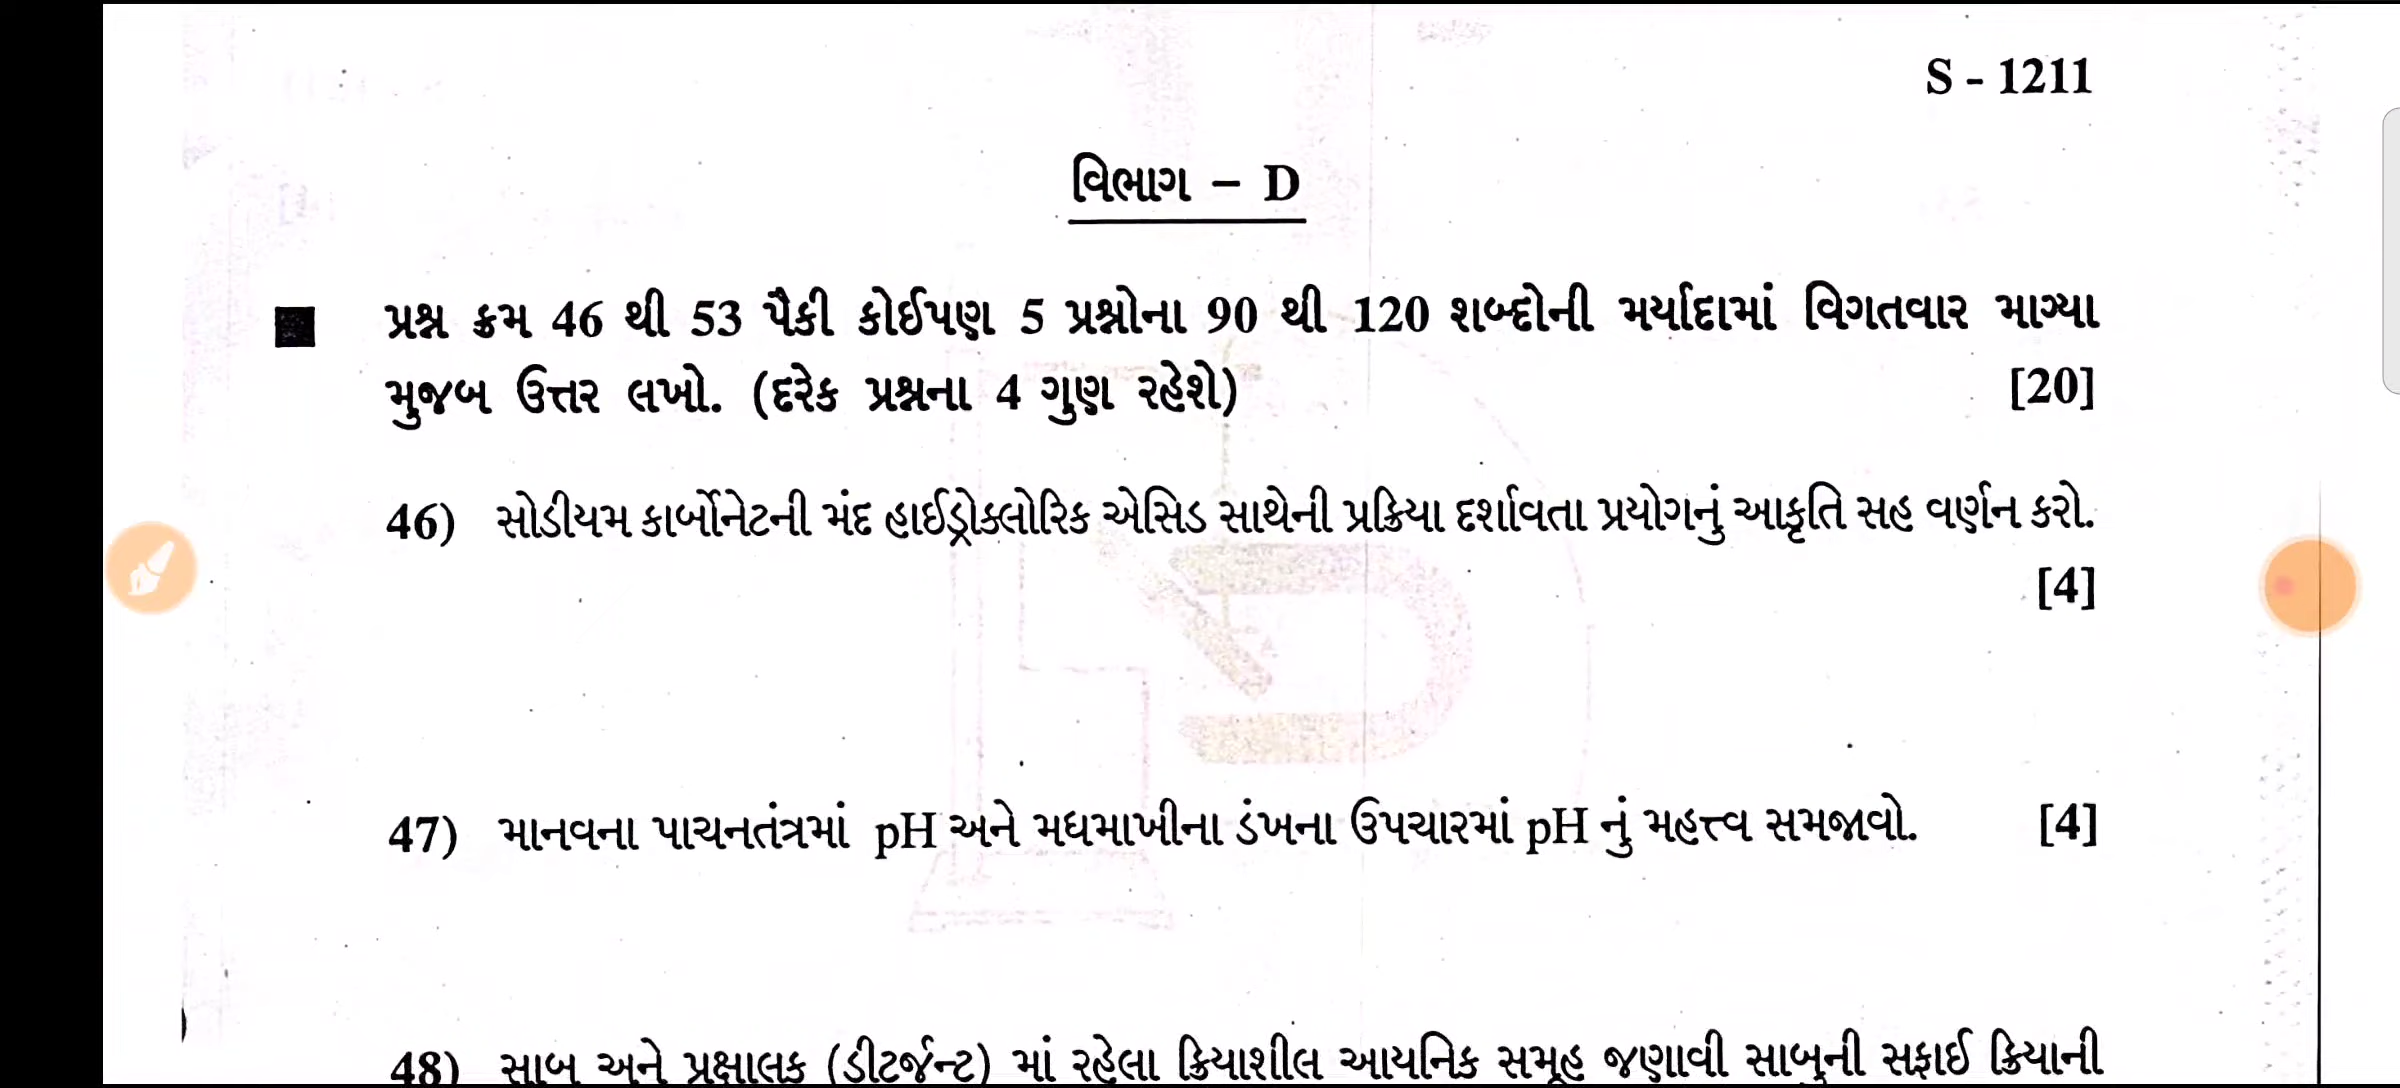 S - 1211
વિભાગ – D
પ્રશ્ન ક્રમ 46 થી 53 પૈકી કોઈપણ 5 પ્રશ્નોના 90 થી 120 શબ્દોની મર્યાદામાં વિગતવાર માગ્યા
મુજબ ઉત્તર લખો. (દરેક પ્રશ્નના 4 ગુણ રહેશે) [20]
46) સોડીયમ કાર્બોનેટની મંદ હાઈડ્રોક્લોરિક એસિડ સાથેની પ્રક્રિયા દર્શાવતા પ્રયોગનું આકૃતિ સહ વર્ણન કરો.
[4]
47) માનવના પાચનતંત્રમાં pH અને મધમાખીના ડંખના ઉપચારમાં pH નું મહત્ત્વ સમજાવો. [4]
48) સાબુ અને પ્રક્ષાલક (ડીટર્જન્ટ) માં રહેલા ક્રિયાશીલ આયનિક સમૂહ જણાવી સાબુની સફાઈ ક્રિયાની